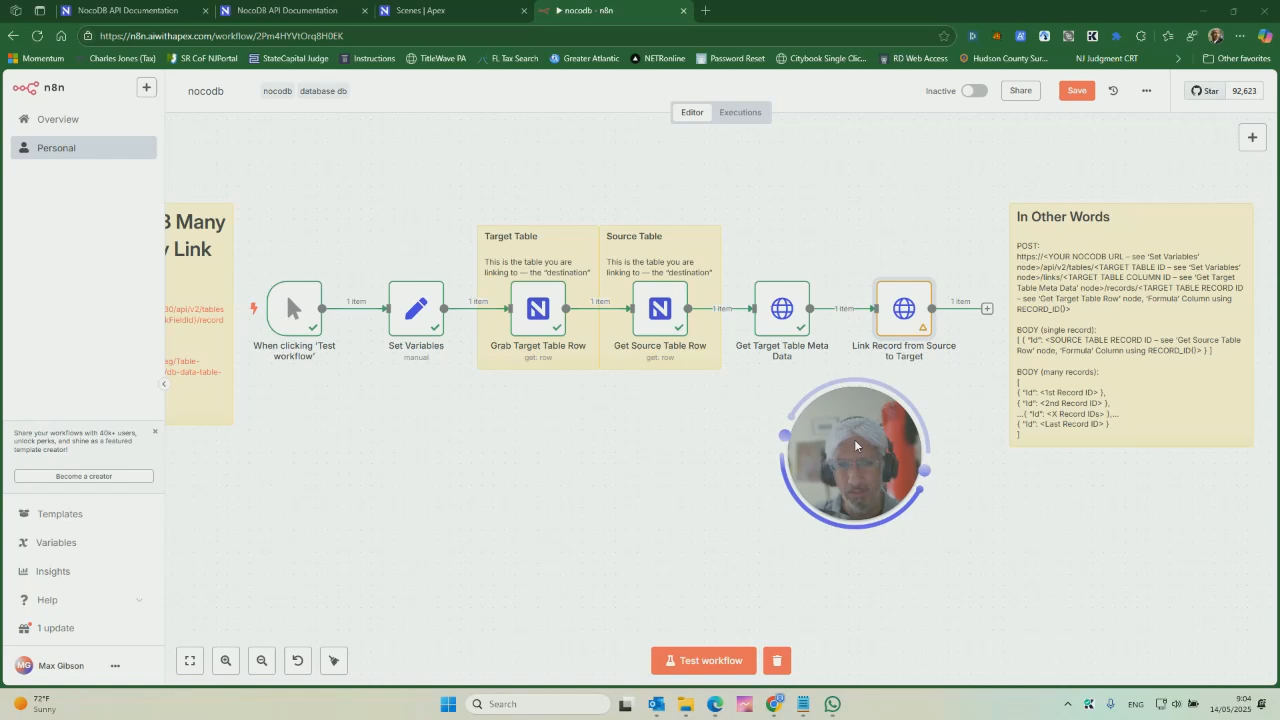 NocoDB API Documentation
NocoDB API Documentation
Scenes | Apex
nocodb - n8n
https://n8n.aiwithapex.com/workflow/2Pm4HYVtOrq8H0EK
Momentum
Charles Jones (Tax)
Instructions
SR CoF NJPortal
StateCapital Judge
TitleWave PA
FL Tax Search
Greater Atlantic
NETRonline
Password Reset
Citybook Single Clic...
RD Web Access
Hudson County Sur...
NJ Judgment CRT
Other favorites
n8n
nocodb
nocodb
database db
Inactive
Share
Save
Star
92,623
Editor
Executions
Overview
Personal
3 Many
y Link
30/api/v2/tables
kFieldId}/record
ag/Table-
/db-data-table-
Target Table
This is the table you are
linking to — the “destination”
Source Table
This is the table you are
linking to — the “destination”
1 item
1 item
1 item
1 item
1 item
1 item
When clicking ‘Test
workflow’
Set Variables
manual
Grab Target Table Row
get: row
Get Source Table Row
get: row
Get Target Table Meta
Data
Link Record from Source
to Target
In Other Words
POST:
https://<YOUR NOCODB URL – see ‘Set Variables’
node>/api/v2/tables/<TARGET TABLE ID – see ‘Set Variables’
node>/links/<TARGET TABLE COLUMN ID – see ‘Get Target
Table Meta Data’ node>/records/<TARGET TABLE RECORD ID
– see ‘Get Target Table Row’ node, ‘Formula’ Column using
RECORD_ID()>
BODY (single record):
[ { “Id”: <SOURCE TABLE RECORD ID – see ‘Get Source Table
Row’ node, ‘Formula’ Column using RECORD_ID()> } ]
BODY (many records):
[
{ “Id”: <1st Record ID> },
{ “Id”: <2nd Record ID> },
...{ “Id”: <X Record IDs> },...
{ “Id”: <Last Record ID> }
]
Share your workflows with 40k+ users,
unlock perks, and shine as a featured
template creator!
Become a creator
Templates
Variables
Insights
Help
1 update
MG
Max Gibson
Test workflow
72°F
Sunny
Search
ENG
9:04
14/05/2025